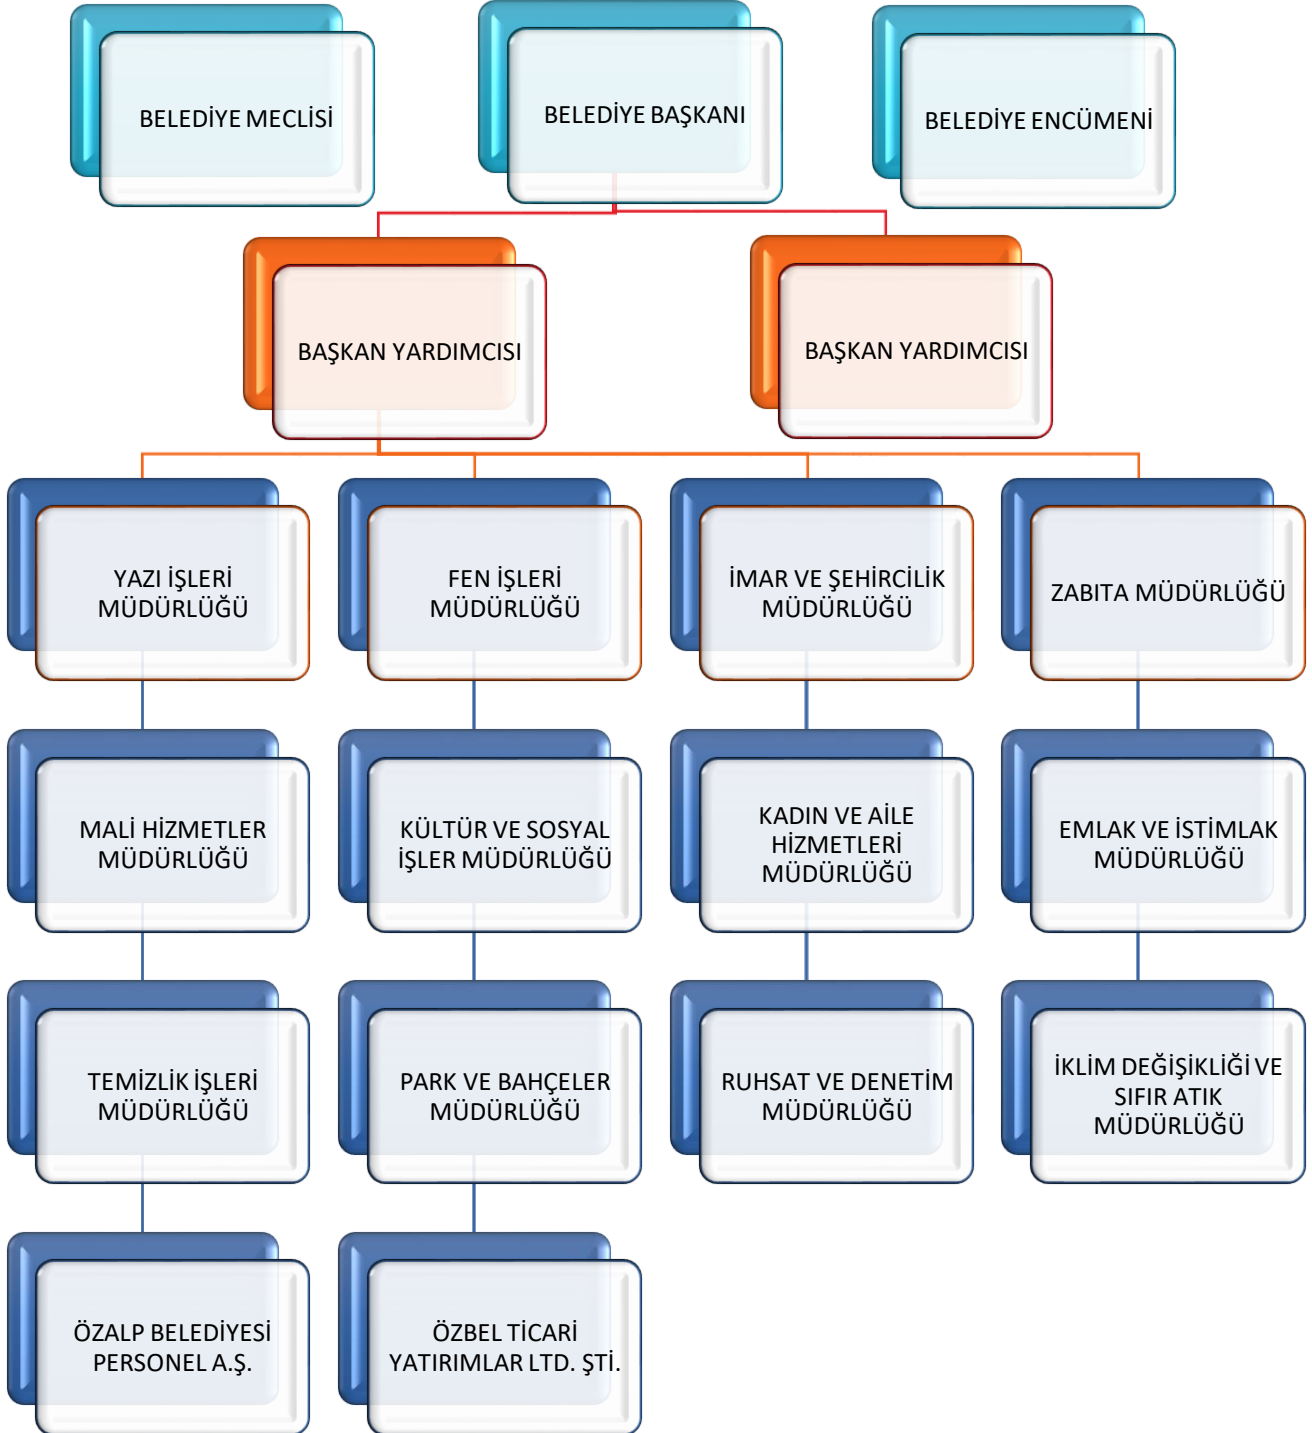 BELEDİYE MECLİSİ
BELEDİYE BAŞKANI
BELEDİYE ENCÜMENİ
BAŞKAN YARDIMCISI
BAŞKAN YARDIMCISI
YAZI İŞLERİ
MÜDÜRLÜĞÜ
FEN İŞLERİ
MÜDÜRLÜĞÜ
İMAR VE ŞEHİRCİLİK
MÜDÜRLÜĞÜ
ZABITA MÜDÜRLÜĞÜ
MALİ HİZMETLER
MÜDÜRLÜĞÜ
KÜLTÜR VE SOSYAL
İŞLER MÜDÜRLÜĞÜ
KADIN VE AİLE
HİZMETLERİ
MÜDÜRLÜĞÜ
EMLAK VE İSTİMLAK
MÜDÜRLÜĞÜ
TEMİZLİK İŞLERİ
MÜDÜRLÜĞÜ
PARK VE BAHÇELER
MÜDÜRLÜĞÜ
RUHSAT VE DENETİM
MÜDÜRLÜĞÜ
İKLİM DEĞİŞİKLİĞİ VE
SIFIR ATIK
MÜDÜRLÜĞÜ
ÖZALP BELEDİYESİ
PERSONEL A.Ş.
ÖZBEL TİCARİ
YATIRIMLAR LTD. ŞTİ.